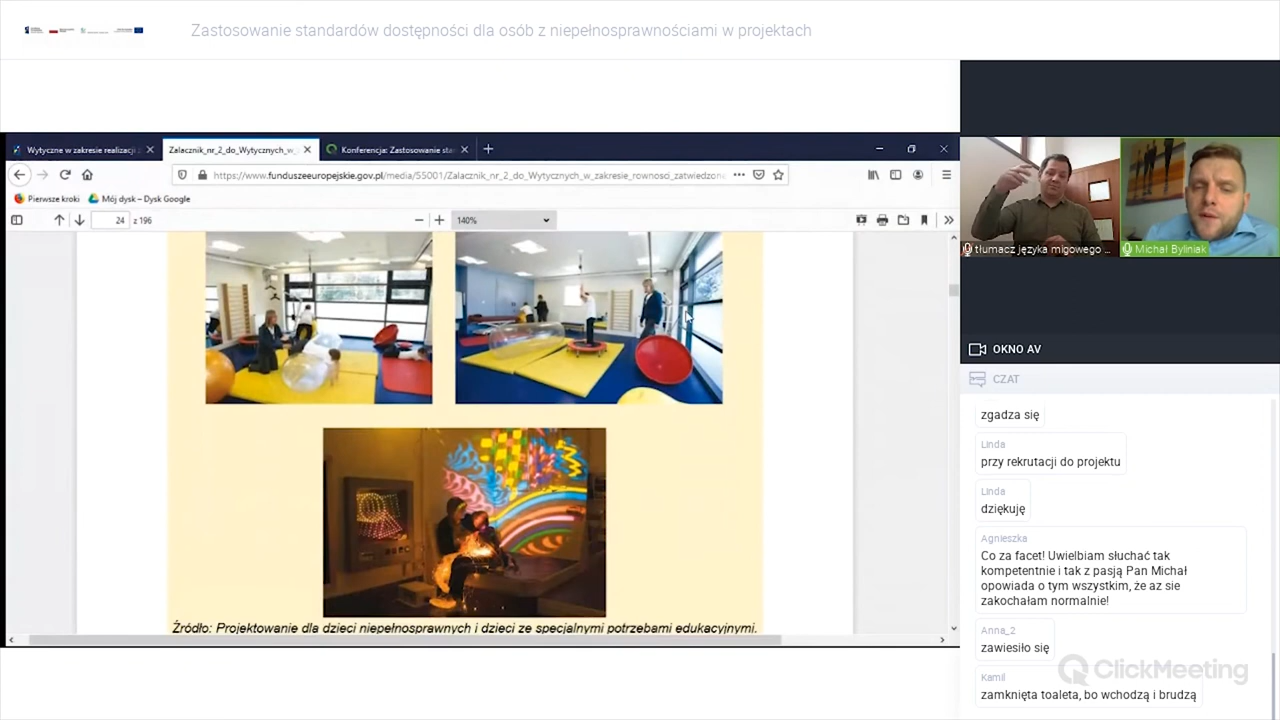 Zastosowanie standardów dostępności dla osób z niepełnosprawnościami w projektach
Wytyczne w zakresie realizacji
Zalacznik_nr_2_do_Wytycznych_w_
Konferencja: Zastosowanie sta
https://www.funduszeeuropejskie.gov.pl/media/55001/Zalacznik_nr_2_do_Wytycznych_w_zakresie_rownosci_zatwiedzone
Pierwsze kroki
Mój dysk – Dysk Google
24 z 196
140%
Źródło: Projektowanie dla dzieci niepełnosprawnych i dzieci ze specjalnymi potrzebami edukacyjnymi.
tłumacz języka migowego ...
Michał Byliniak
OKNO AV
CZAT
zgadza się
Linda
przy rekrutacji do projektu
Linda
dziękuję
Agnieszka
Co za facet! Uwielbiam słuchać tak
kompetentnie i tak z pasją Pan Michał
opowiada o tym wszystkim, że az sie
zakochałam normalnie!
Anna_2
zawiesiło się
Kamil
zamknięta toaleta, bo wchodzą i brudzą
ClickMeeting